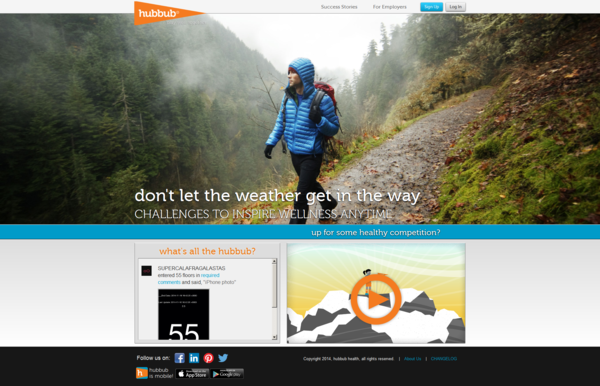 hubbub
Success Stories
For Employers
Sign Up
Log In
don't let the weather get in the way
CHALLENGES TO INSPIRE WELLNESS ANYTIME
up for some healthy competition?
what's all the hubbub?
SUPERCALAFRAGALASTAS
entered 55 floors in required
comments and said, "iPhone photo"
55
Follow us on:
hubbub
is mobile!
App Store
Google play
Copyright 2014, hubbub health, all rights reserved
| About Us | CHANGELOG